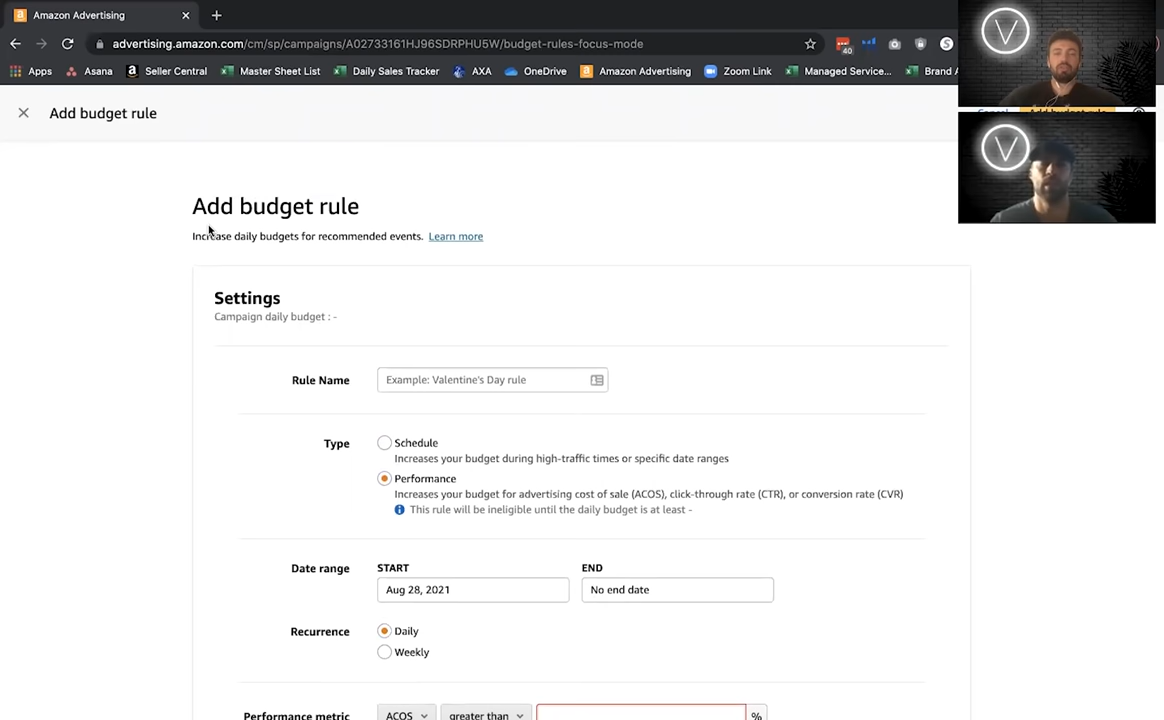 Amazon Advertising
advertising.amazon.com/cm/sp/campaigns/A02733161HJ96SDRPHU5W/budget-rules-focus-mode
40
S
Apps Asana Seller Central Master Sheet List Daily Sales Tracker AXA OneDrive Amazon Advertising Zoom Link Managed Service... Brand A
V
Add budget rule
V
Add budget rule
Increase daily budgets for recommended events. Learn more
Settings
Campaign daily budget : -
Rule Name Example: Valentine's Day rule
Type Schedule
Increases your budget during high-traffic times or specific date ranges
Performance
Increases your budget for advertising cost of sale (ACOS), click-through rate (CTR), or conversion rate (CVR)
This rule will be ineligible until the daily budget is at least -
Date range START END
Aug 28, 2021 No end date
Recurrence Daily
Weekly
Performance metric ACOS greater than %